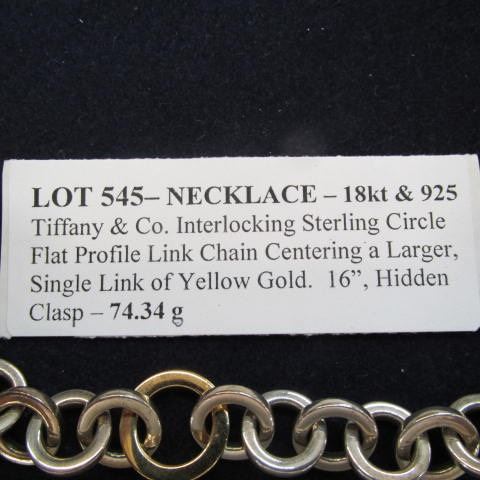 LOT 545– NECKLACE – 18kt & 925
Tiffany & Co. Interlocking Sterling Circle
Flat Profile Link Chain Centering a Larger,
Single Link of Yellow Gold.  16”, Hidden
Clasp – 74.34 g